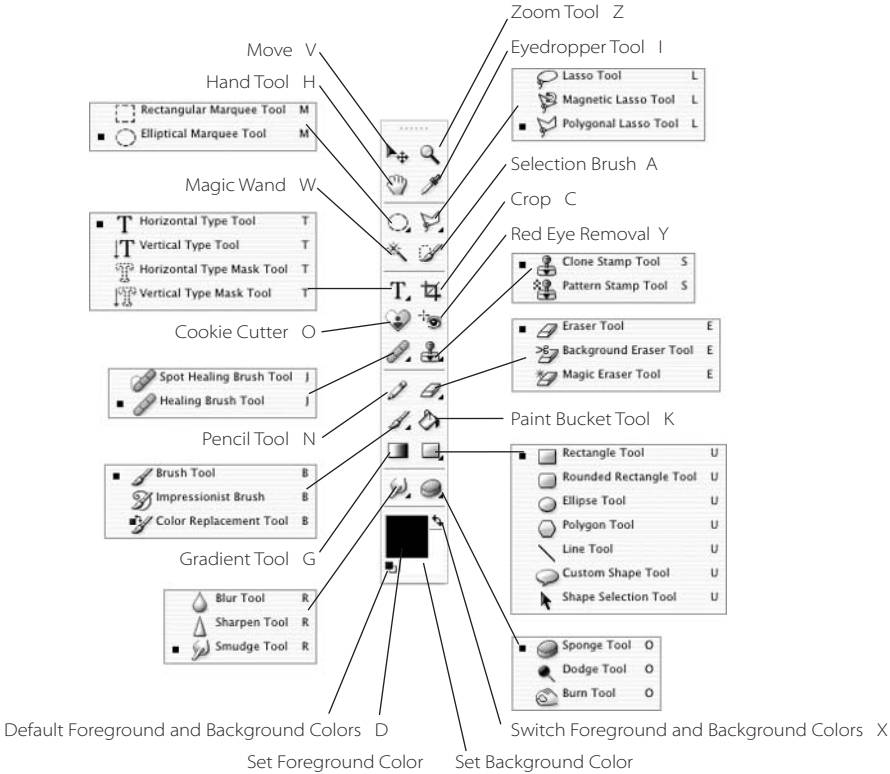 Zoom Tool Z
Move V
Eyedropper Tool I
Hand Tool H
Lasso Tool L
Magnetic Lasso Tool L
Polygonal Lasso Tool L
Rectangular Marquee Tool M
Elliptical Marquee Tool M
Selection Brush A
Magic Wand W
Crop C
Horizontal Type Tool T
Vertical Type Tool T
Horizontal Type Mask Tool T
Vertical Type Mask Tool T
Red Eye Removal Y
Clone Stamp Tool S
Pattern Stamp Tool S
T
Cookie Cutter O
Eraser Tool E
Background Eraser Tool E
Magic Eraser Tool E
Spot Healing Brush Tool J
Healing Brush Tool J
Paint Bucket Tool K
Pencil Tool N
Rectangle Tool U
Rounded Rectangle Tool U
Ellipse Tool U
Polygon Tool U
Line Tool U
Custom Shape Tool U
Shape Selection Tool U
Brush Tool B
Impressionist Brush B
Color Replacement Tool B
Gradient Tool G
Blur Tool R
Sharpen Tool R
Smudge Tool R
Sponge Tool O
Dodge Tool O
Burn Tool O
Default Foreground and Background Colors D
Switch Foreground and Background Colors X
Set Foreground Color
Set Background Color